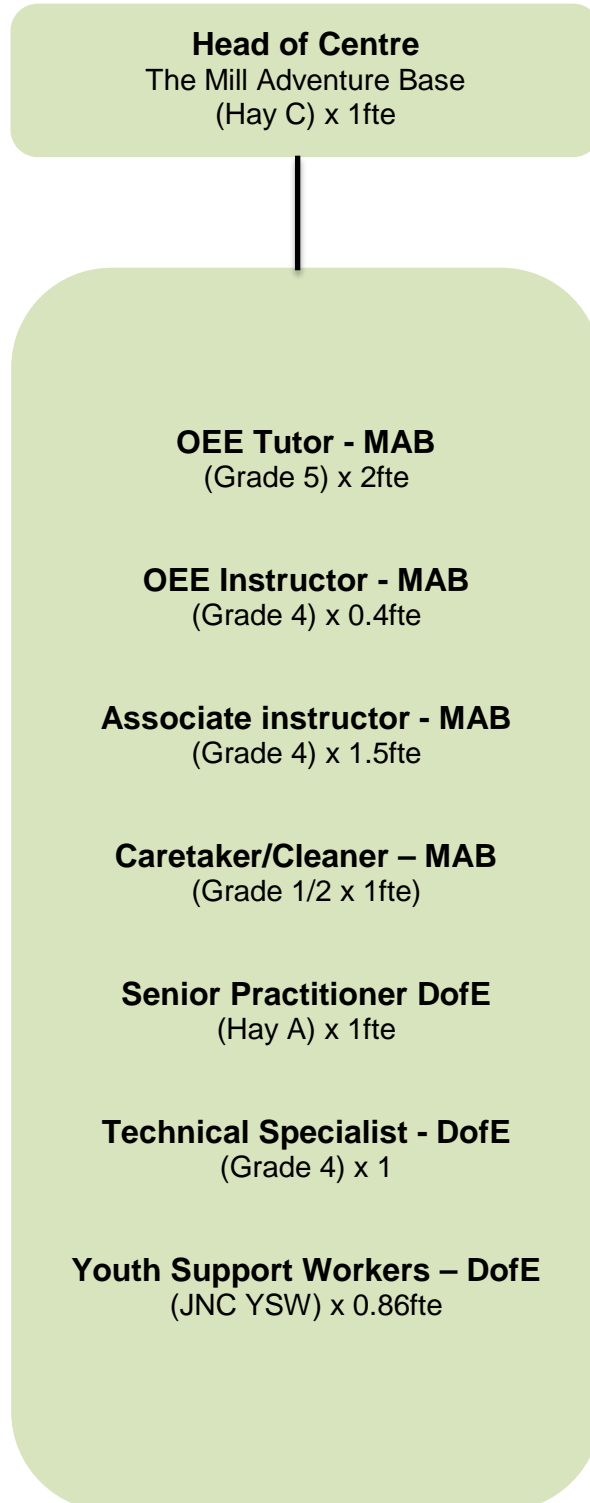 Head of Centre
The Mill Adventure Base
(Hay C) x 1fte
OEE Tutor - MAB
(Grade 5) x 2fte
OEE Instructor - MAB
(Grade 4) x 0.4fte
Associate instructor - MAB
(Grade 4) x 1.5fte
Caretaker/Cleaner – MAB
(Grade 1/2 x 1fte)
Senior Practitioner DofE
(Hay A) x 1fte
Technical Specialist - DofE
(Grade 4) x 1
Youth Support Workers – DofE
(JNC YSW) x 0.86fte